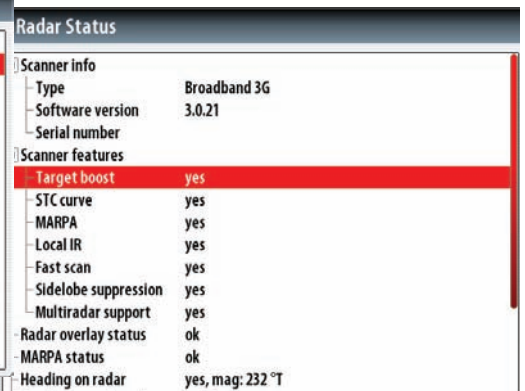 Radar Status
Scanner info
Type Broadband 3G
Software version 3.0.21
Serial number
Scanner features
Target boost yes
STC curve yes
MARPA yes
Local IR yes
Fast scan yes
Sidelobe suppression yes
Multiradar support yes
Radar overlay status ok
MARPA status ok
Heading on radar yes, mag: 232 °T